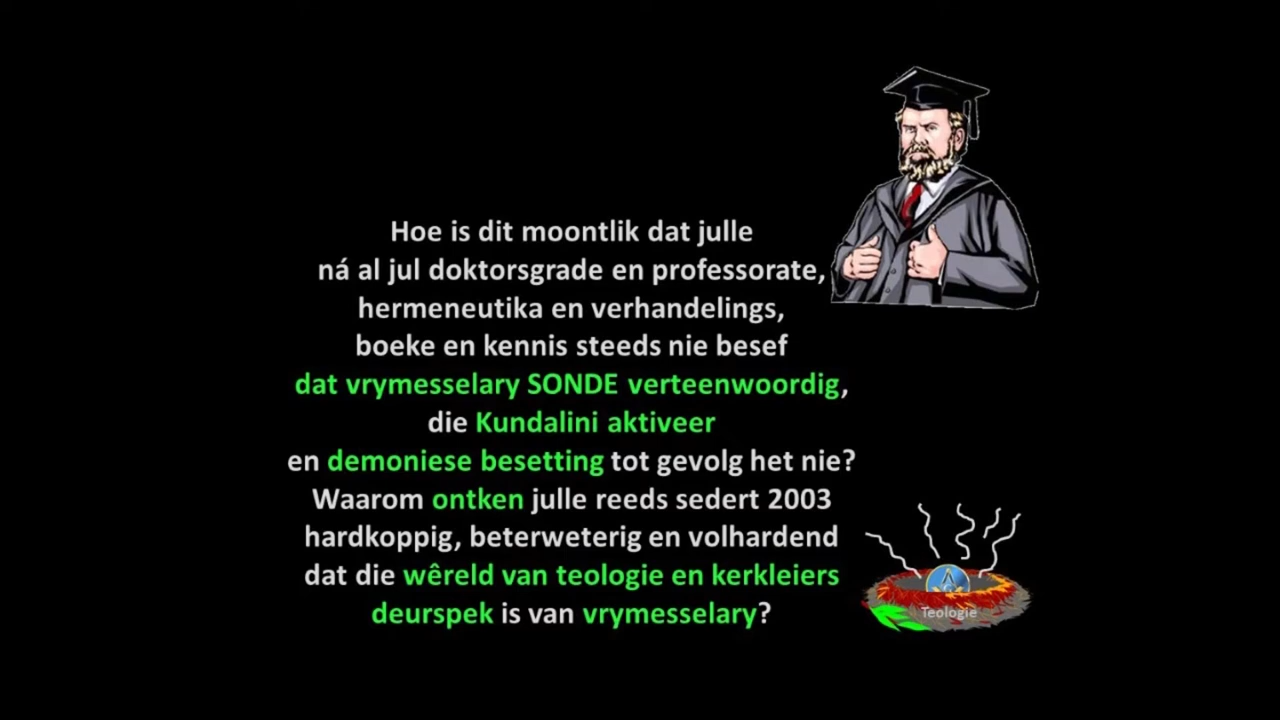 Hoe is dit moontlik dat julle
ná al jul doktorsgrade en professorate,
hermeneutika en verhandelings,
boeke en kennis steeds nie besef
dat vrymesselary SONDE verteenwoordig,
die Kundalini aktiveer
en demoniese besetting tot gevolg het nie?
Waarom ontken julle reeds sedert 2003
hardkoppig, beterweterig en volhardend
dat die wêreld van teologie en kerkleiers
deurspek is van vrymesselary?
Teologie